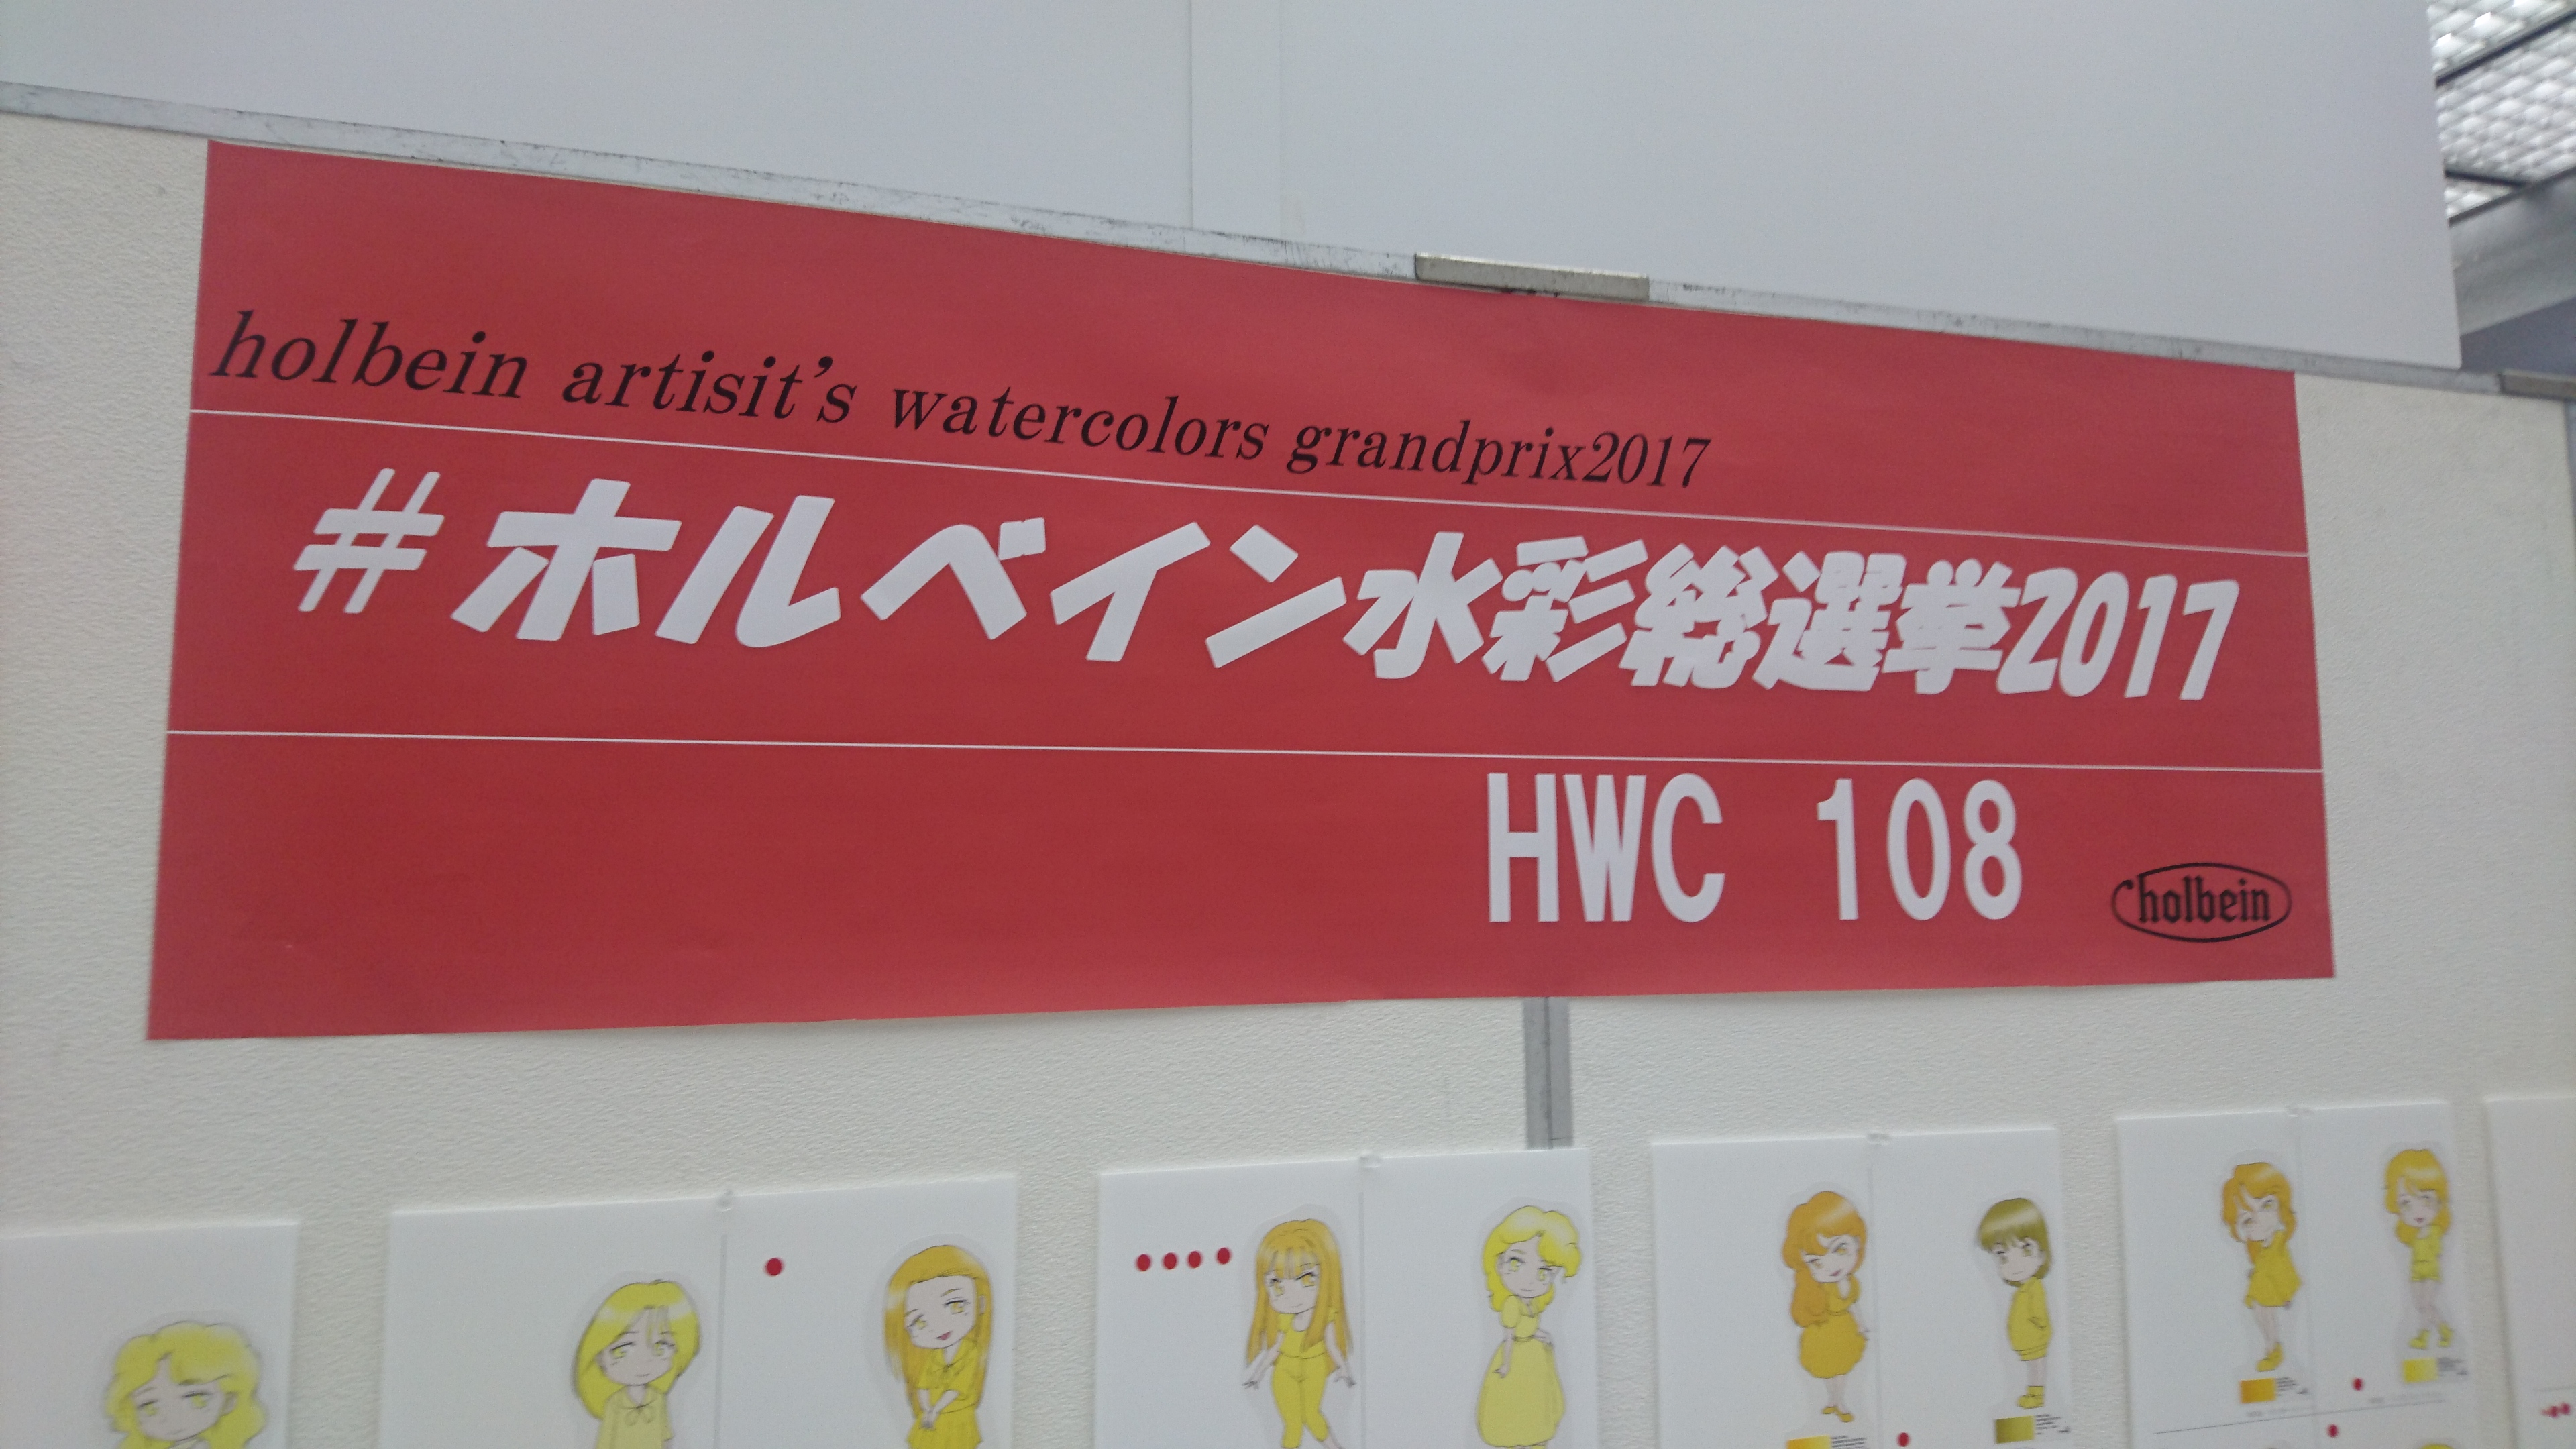 holbein artisit's watercolors grandprix2017
#ホルベイン水彩総選挙2017
HWC 108
holbein